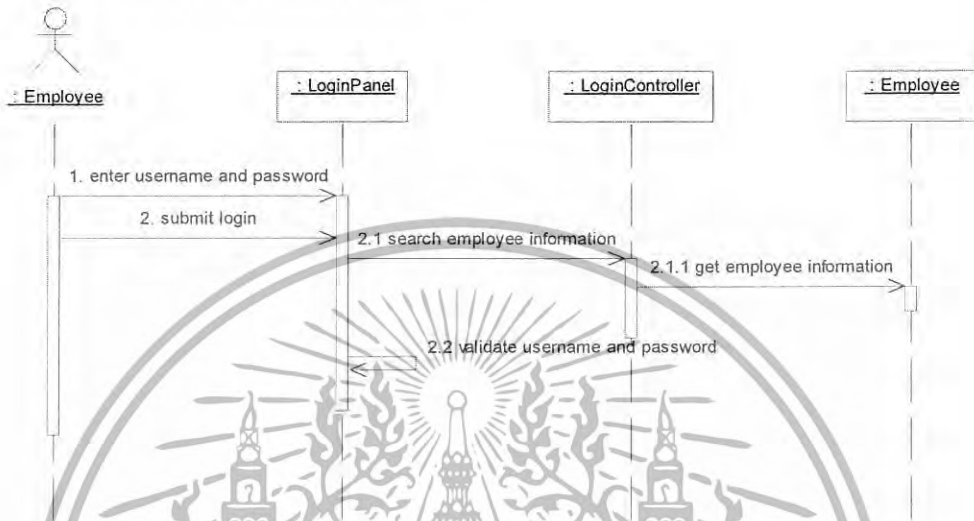 : Employee
: LoginPanel
: LoginController
: Employee
1. enter username and password
2. submit login
2.1 search employee information
2.1.1 get employee information
2.2 validate username and password